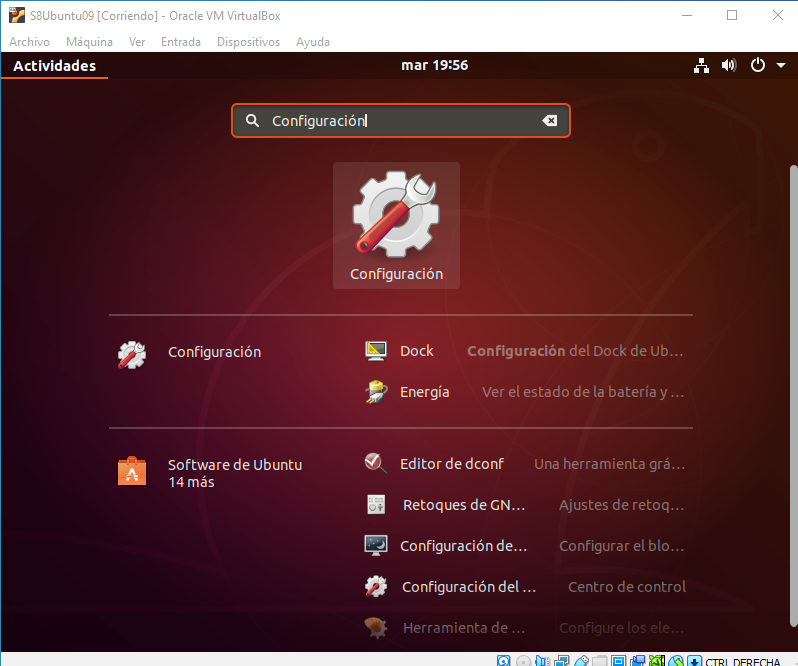 S8Ubuntu09 [Corriendo] - Oracle VM VirtualBox
Archivo Máquina Ver Entrada Dispositivos Ayuda
Actividades mar 19:56
Configuración
Configuración
Configuración
Dock Configuración del Dock de Ub…
Energía Ver el estado de la batería y …
Software de Ubuntu
14 más
Editor de dconf Una herramienta grá…
Retoques de GN… Ajustes de retoq…
Configuración de… Configurar el blo…
Configuración del … Centro de control
Herramienta de … Configure los ele…
CTRL DERECHA